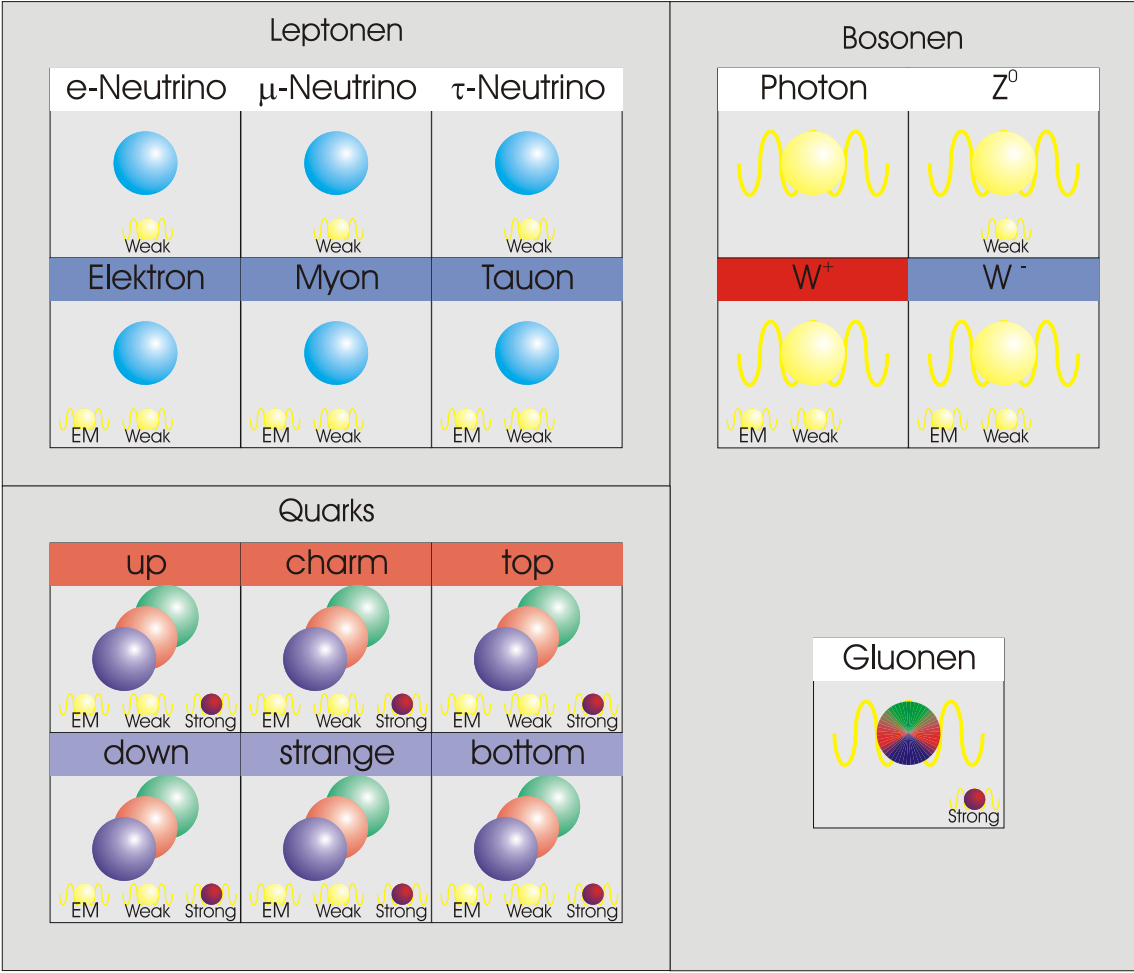 Leptonen
e-Neutrino μ-Neutrino τ-Neutrino
Weak Weak Weak
Elektron Myon Tauon
EM Weak EM Weak EM Weak
Bosonen
Photon Z⁰
Weak
W⁺ W⁻
EM Weak EM Weak
Quarks
up charm top
EM Weak Strong EM Weak Strong EM Weak Strong
down strange bottom
EM Weak Strong EM Weak Strong EM Weak Strong
Gluonen
Strong